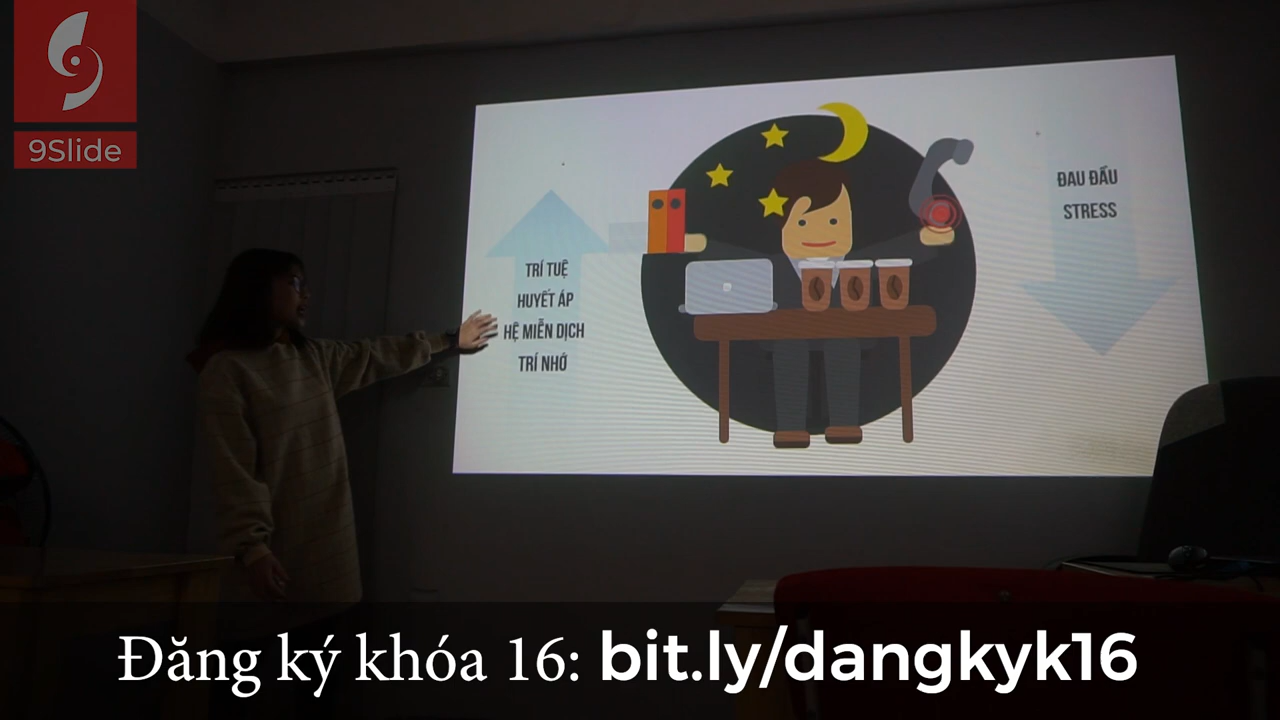 9Slide
TRÍ TUỆ
HUYẾT ÁP
HỆ MIỄN DỊCH
TRÍ NHỚ
ĐAU ĐẦU
STRESS
Đăng ký khóa 16: bit.ly/dangkyk16